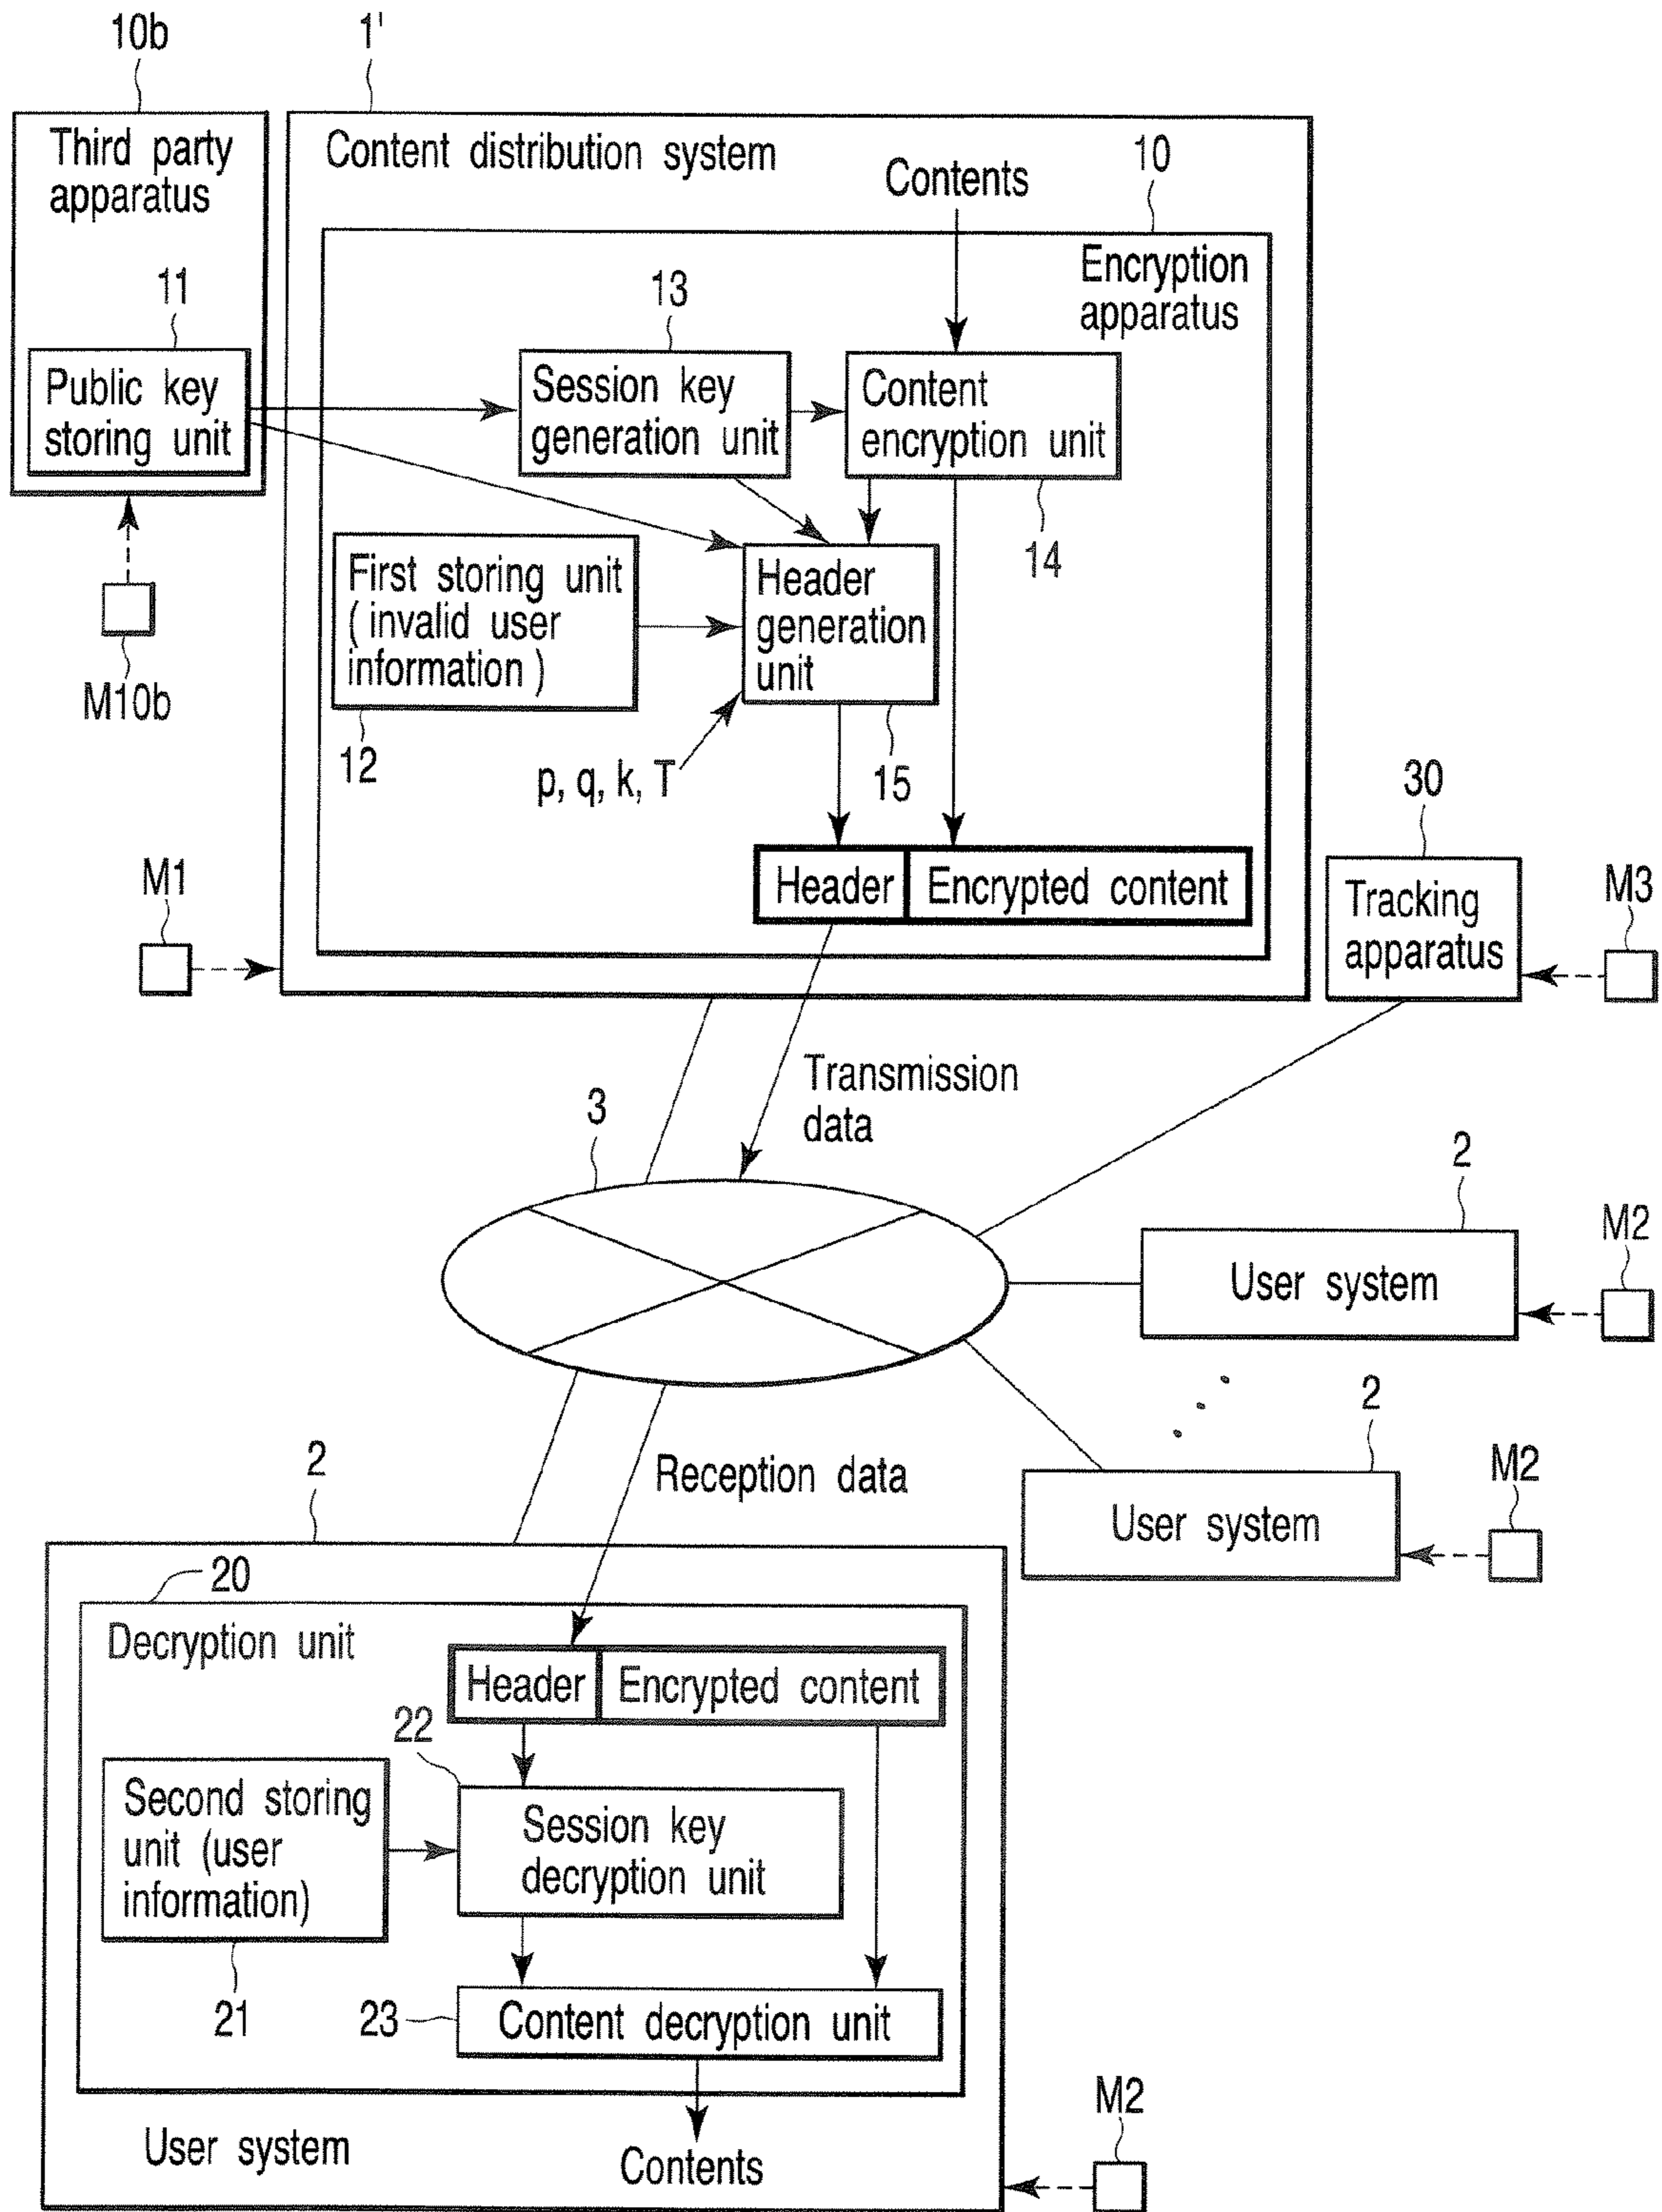 10b
1'
Third party
apparatus
Content distribution system
10
Contents
Encryption
apparatus
11
13
Public key
storing unit
Session key
generation unit
Content
encryption unit
14
First storing unit
( invalid user
information )
Header
generation
unit
M10b
12
p, q, k, T
15
30
M1
Header
Encrypted content
Tracking
apparatus
M3
Transmission
data
3
2
User system
M2
2
User system
M2
Reception data
2
20
Decryption unit
Header
Encrypted content
22
Second storing
unit (user
information)
Session key
decryption unit
21
23
Content decryption unit
M2
User system
Contents